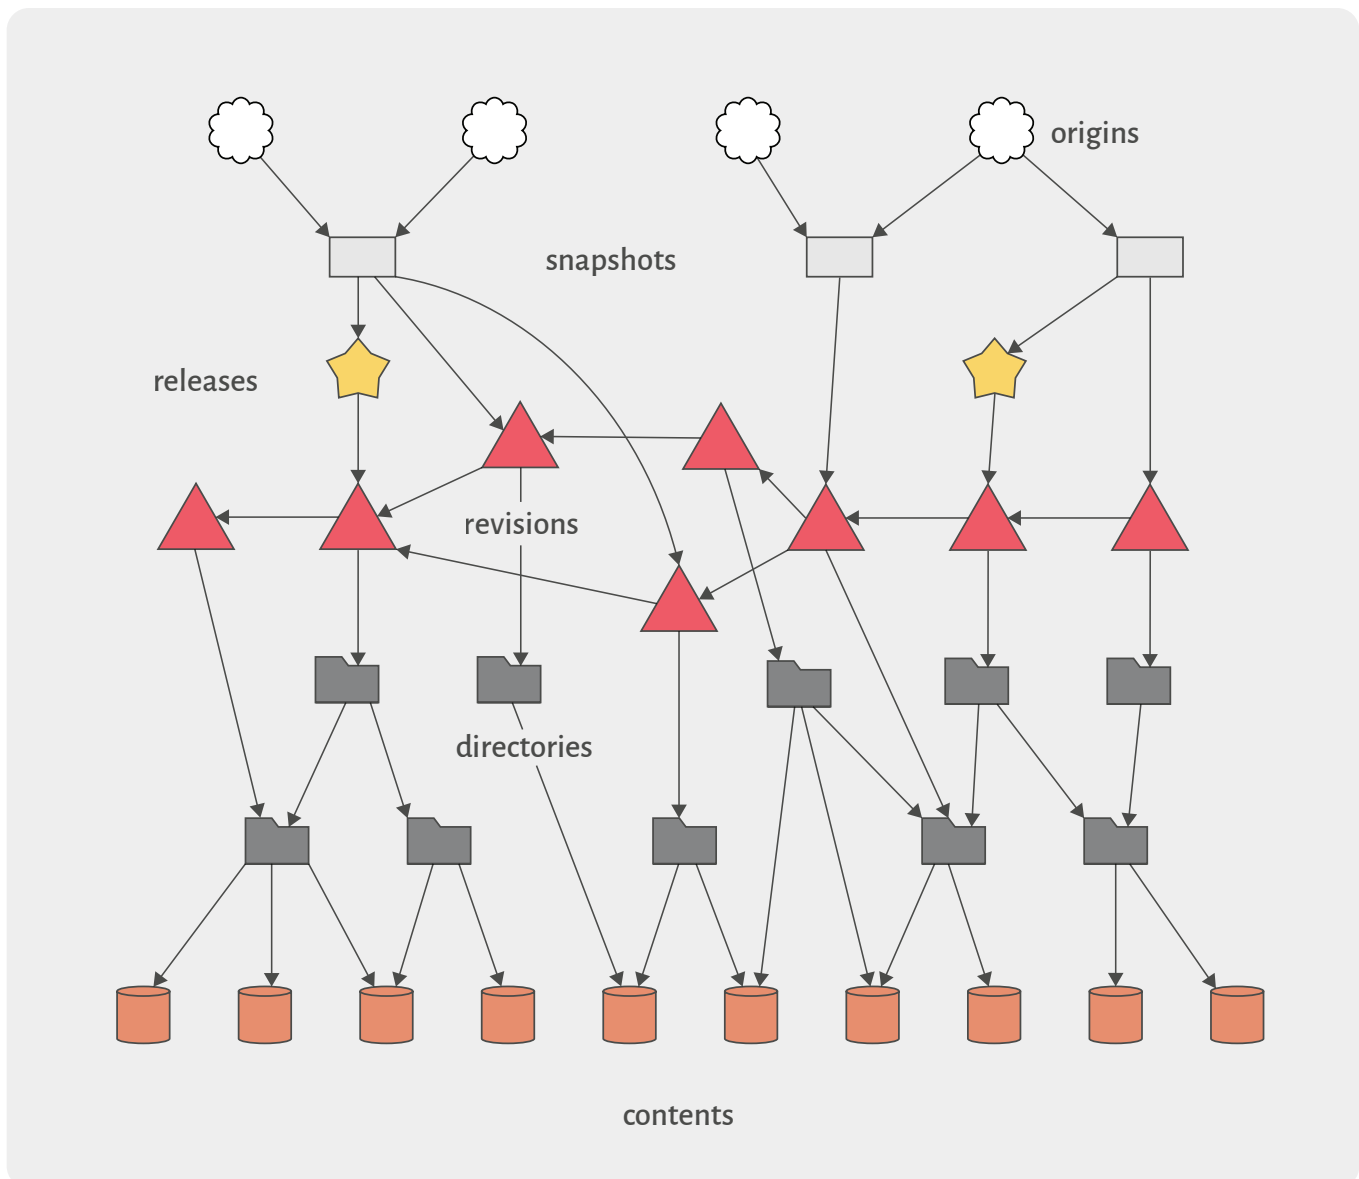 origins
snapshots
releases
revisions
directories
contents